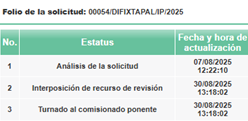 Folio de la solicitud: 00054/DIFIXTAPAL/IP/2025
No. Estatus Fecha y hora de
actualización
1 Análisis de la solicitud 07/08/2025
12:22:10
2 Interposición de recurso de revisión 30/08/2025
13:18:02
3 Turnado al comisionado ponente 30/08/2025
13:18:02